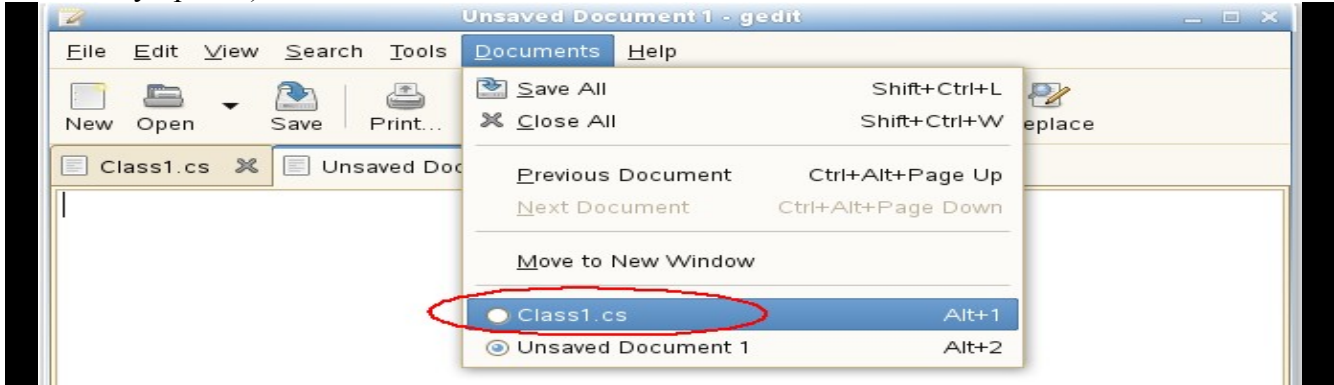 Unsaved Document 1 - gedit
File Edit View Search Tools Documents Help
New Open Save Print... eplace
Save All Shift+Ctrl+L
Close All Shift+Ctrl+W
Class1.cs Unsaved Doc
Previous Document Ctrl+Alt+Page Up
Next Document Ctrl+Alt+Page Down
Move to New Window
Class1.cs Alt+1
Unsaved Document 1 Alt+2